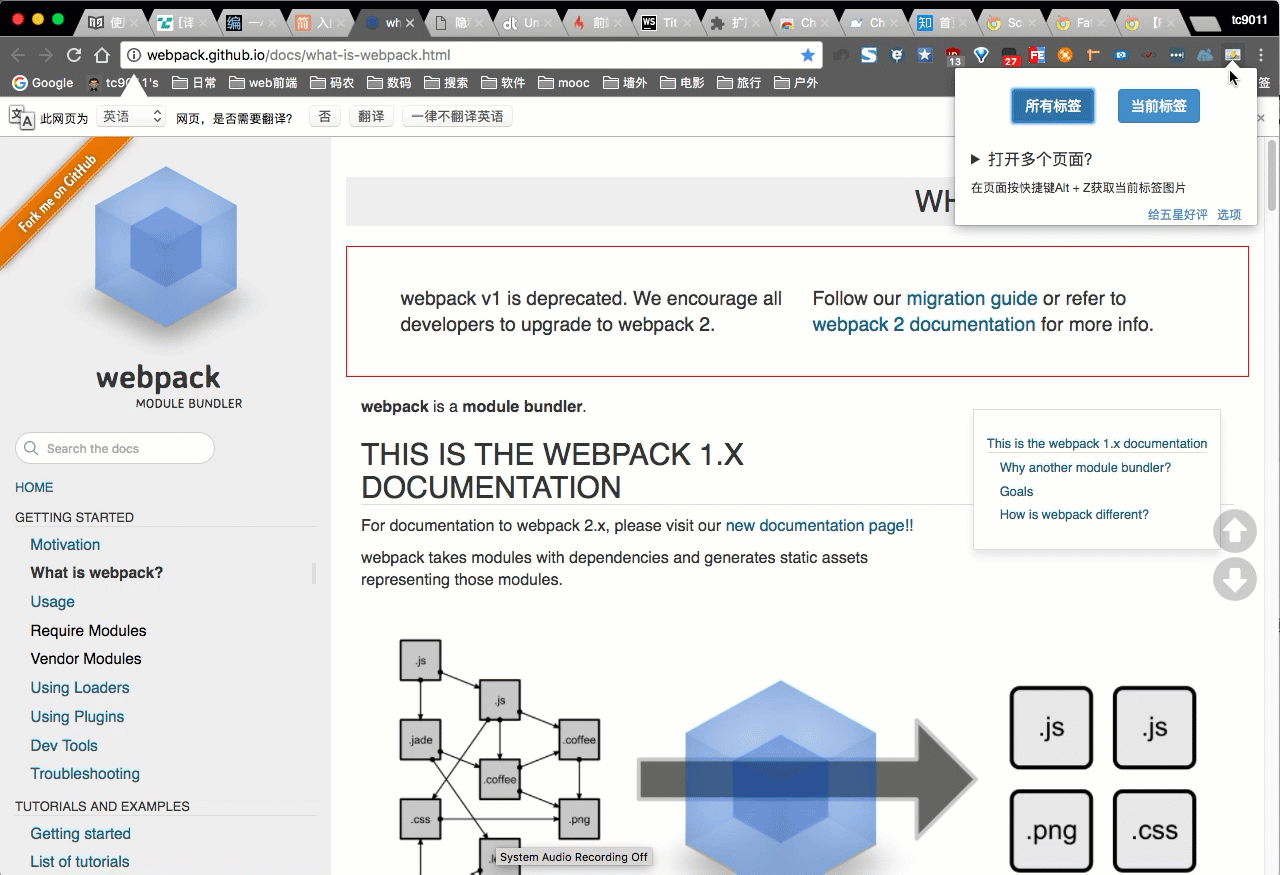 使
[译
编 一
简 入
wh
隐
dt Un
前
WS Tit
扩
Ch
Ch
知 首
Sc
Fa
【F
tc9011
webpack.github.io/docs/what-is-webpack.html
13
27
FE
Google
tc9011's
日常
web前端
码农
数码
搜索
软件
mooc
墙外
电影
旅行
户外
签
此网页为 英语 网页，是否需要翻译? 否 翻译 一律不翻译英语
所有标签 当前标签
▶ 打开多个页面?
在页面按快捷键Alt + Z获取当前标签图片
给五星好评 选项
Fork me on GitHub
webpack
MODULE BUNDLER
Search the docs
HOME
GETTING STARTED
Motivation
What is webpack?
Usage
Require Modules
Vendor Modules
Using Loaders
Using Plugins
Dev Tools
Troubleshooting
TUTORIALS AND EXAMPLES
Getting started
List of tutorials
WH
webpack v1 is deprecated. We encourage all
developers to upgrade to webpack 2.
Follow our migration guide or refer to
webpack 2 documentation for more info.
webpack is a module bundler.
THIS IS THE WEBPACK 1.X
DOCUMENTATION
For documentation to webpack 2.x, please visit our new documentation page!!
webpack takes modules with dependencies and generates static assets
representing those modules.
This is the webpack 1.x documentation
Why another module bundler?
Goals
How is webpack different?
.js
.js
.jade
.coffee
.coffee
.css
.png
.js
.js
.png
.css
System Audio Recording Off